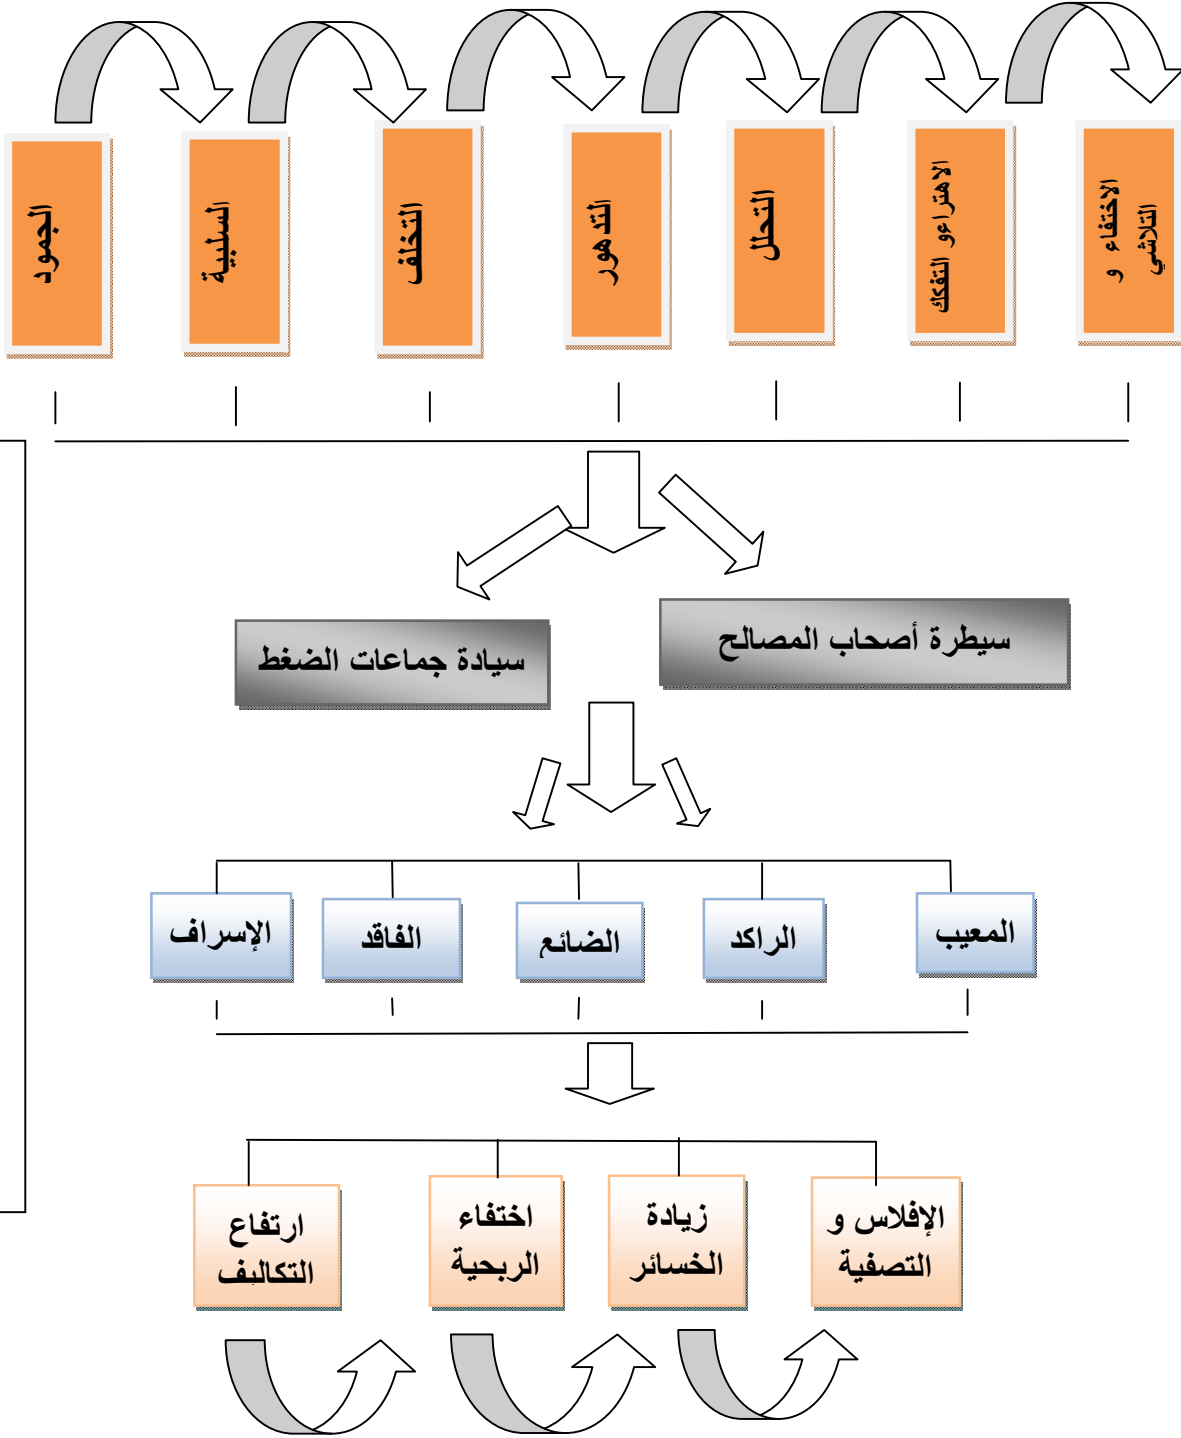 الجمود
السلبية
التخلف
التدهور
التحلل
الاهتراءو التفكك
الاختفاء و
التلاشي
سيطرة أصحاب المصالح
سيادة جماعات الضغط
المعيب
الراكد
الضائع
الفاقد
الإسراف
ارتفاع
التكاليف
اختفاء
الربحية
زيادة
الخسائر
الإفلاس و
التصفية